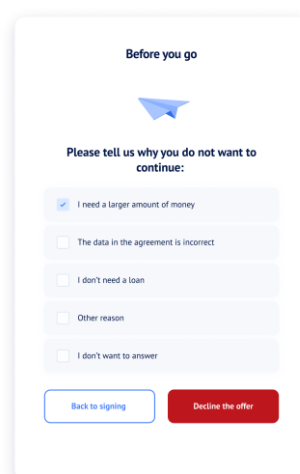 Before you go
Please tell us why you do not want to
continue:
I need a larger amount of money
The data in the agreement is incorrect
I don't need a loan
Other reason
I don't want to answer
Back to signing
Decline the offer